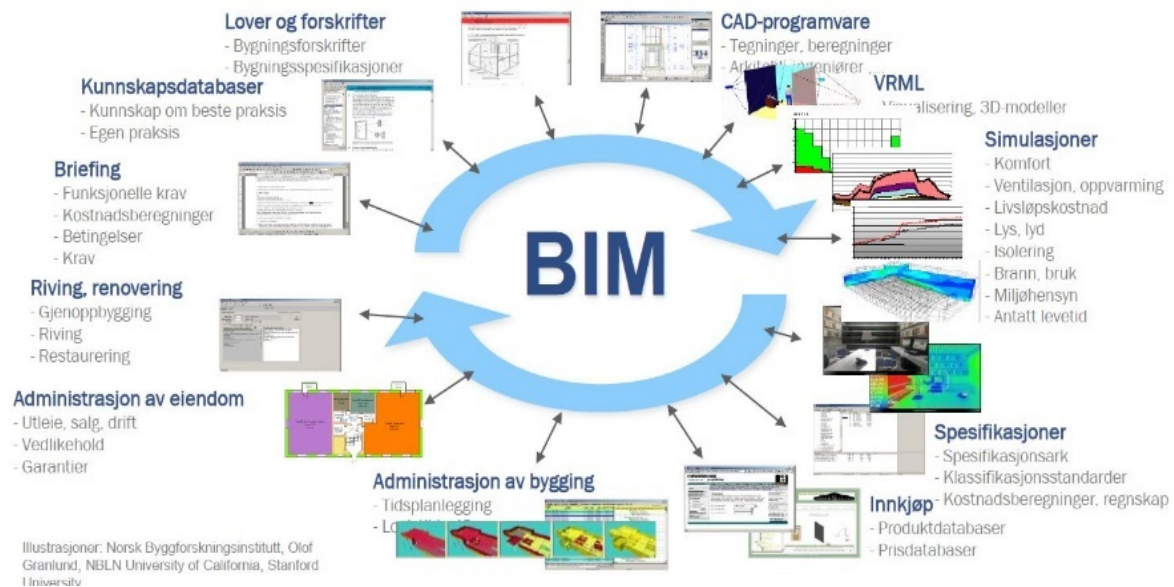 Lover og forskrifter
- Bygningsforskrifter
- Bygningsspesifikasjoner
Kunnskapsdatabaser
- Kunnskap om beste praksis
- Egen praksis
Briefing
- Funksjonelle krav
- Kostnadsberegninger
- Betingelser
- Krav
Riving, renovering
- Gjenoppbygging
- Riving
- Restaurering
Administrasjon av eiendom
- Utleie, salg, drift
- Vedlikehold
- Garantier
Administrasjon av bygging
- Tidsplanlegging
BIM
CAD-programvare
- Tegninger, beregninger
VRML
3D-modeller
Simulasjoner
- Komfort
- Ventilasjon, oppvarming
- Livsløpskostnad
- Lys, lyd
- Isolering
- Brann, bruk
- Miljøhensyn
- Antatt levetid
Spesifikasjoner
- Spesifikasjonsark
- Klassifikasjonsstandarder
- Kostnadsberegninger, regnskap
Innkjøp
- Produktdatabaser
- Prisdatabaser
Illustrasjoner: Norsk Byggforskningsinstitutt, Olof
Granlund, NBLN University of California, Stanford
University